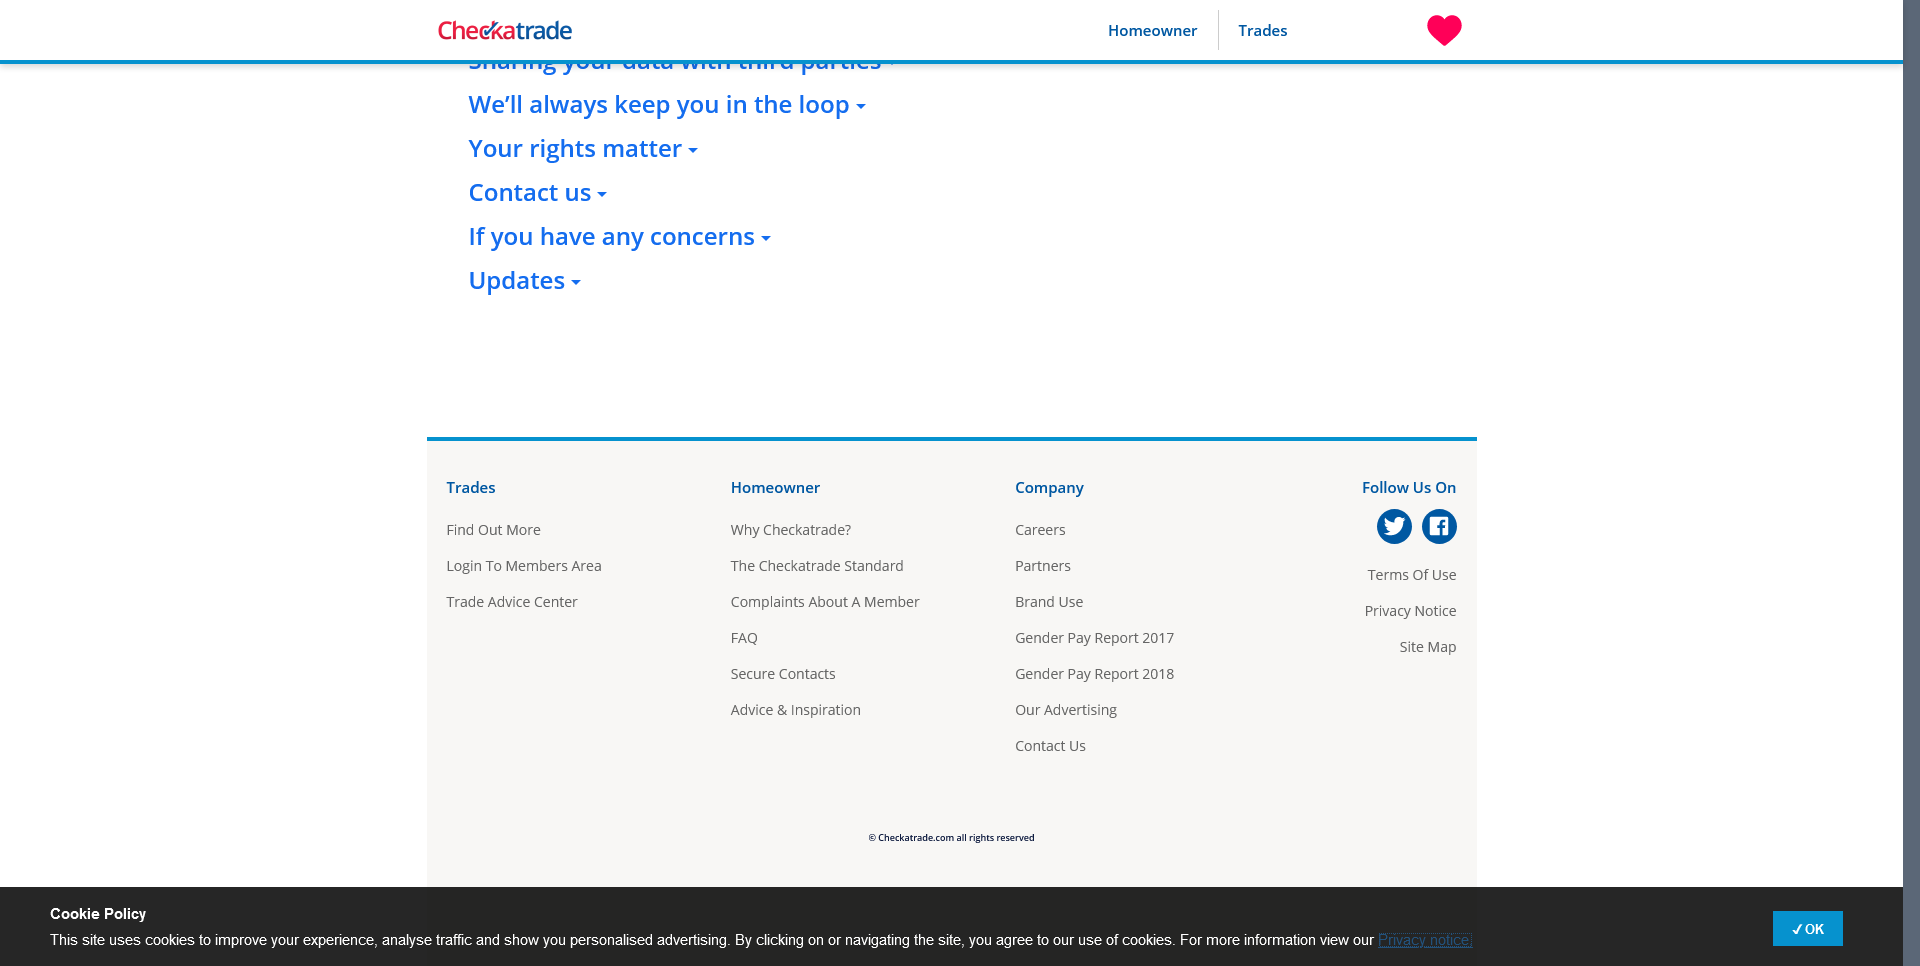 Checkatrade
Homeowner
Trades
Sharing your data with third parties
We’ll always keep you in the loop
Your rights matter
Contact us
If you have any concerns
Updates
Trades
Find Out More
Login To Members Area
Trade Advice Center
Homeowner
Why Checkatrade?
The Checkatrade Standard
Complaints About A Member
FAQ
Secure Contacts
Advice & Inspiration
Company
Careers
Partners
Brand Use
Gender Pay Report 2017
Gender Pay Report 2018
Our Advertising
Contact Us
Follow Us On
Terms Of Use
Privacy Notice
Site Map
© Checkatrade.com all rights reserved
Cookie Policy
This site uses cookies to improve your experience, analyse traffic and show you personalised advertising. By clicking on or navigating the site, you agree to our use of cookies. For more information view our Privacy notice.
✓ OK